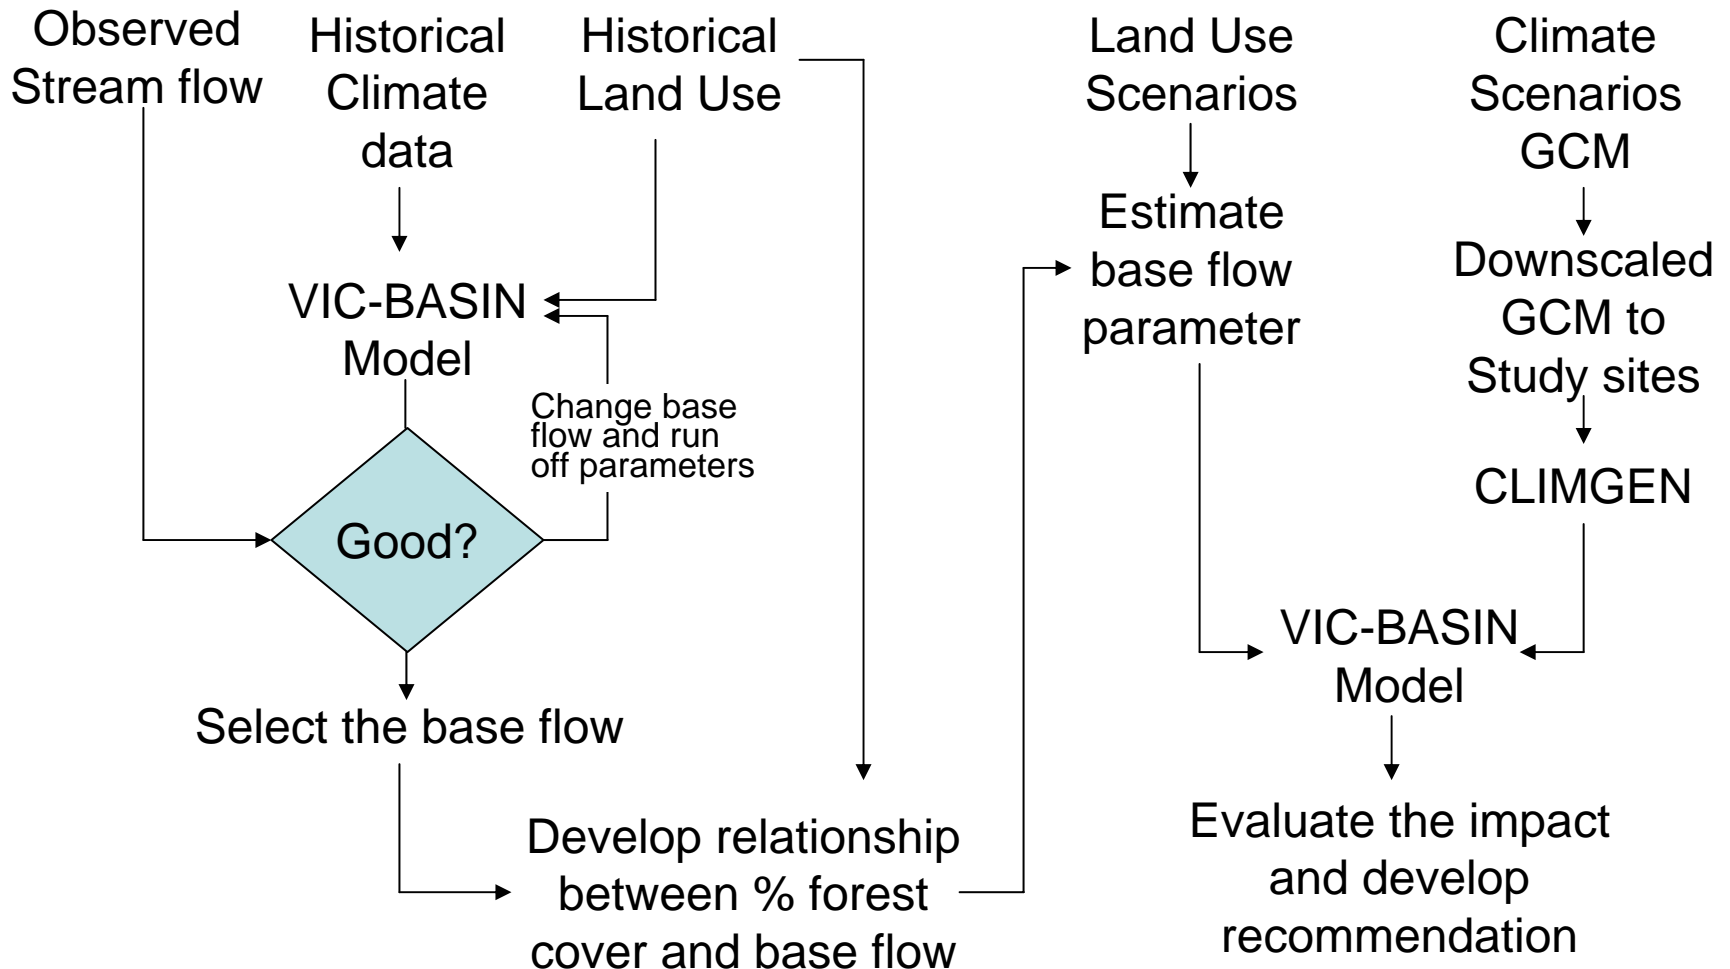 Observed
Stream flow
Historical
Climate
data
Historical
Land Use
Land Use
Scenarios
Climate
Scenarios
GCM
Estimate
base flow
parameter
Downscaled
GCM to
Study sites
VIC-BASIN
Model
Change base
flow and run
off parameters
CLIMGEN
Good?
VIC-BASIN
Model
Select the base flow
Develop relationship
between % forest
cover and base flow
Evaluate the impact
and develop
recommendation